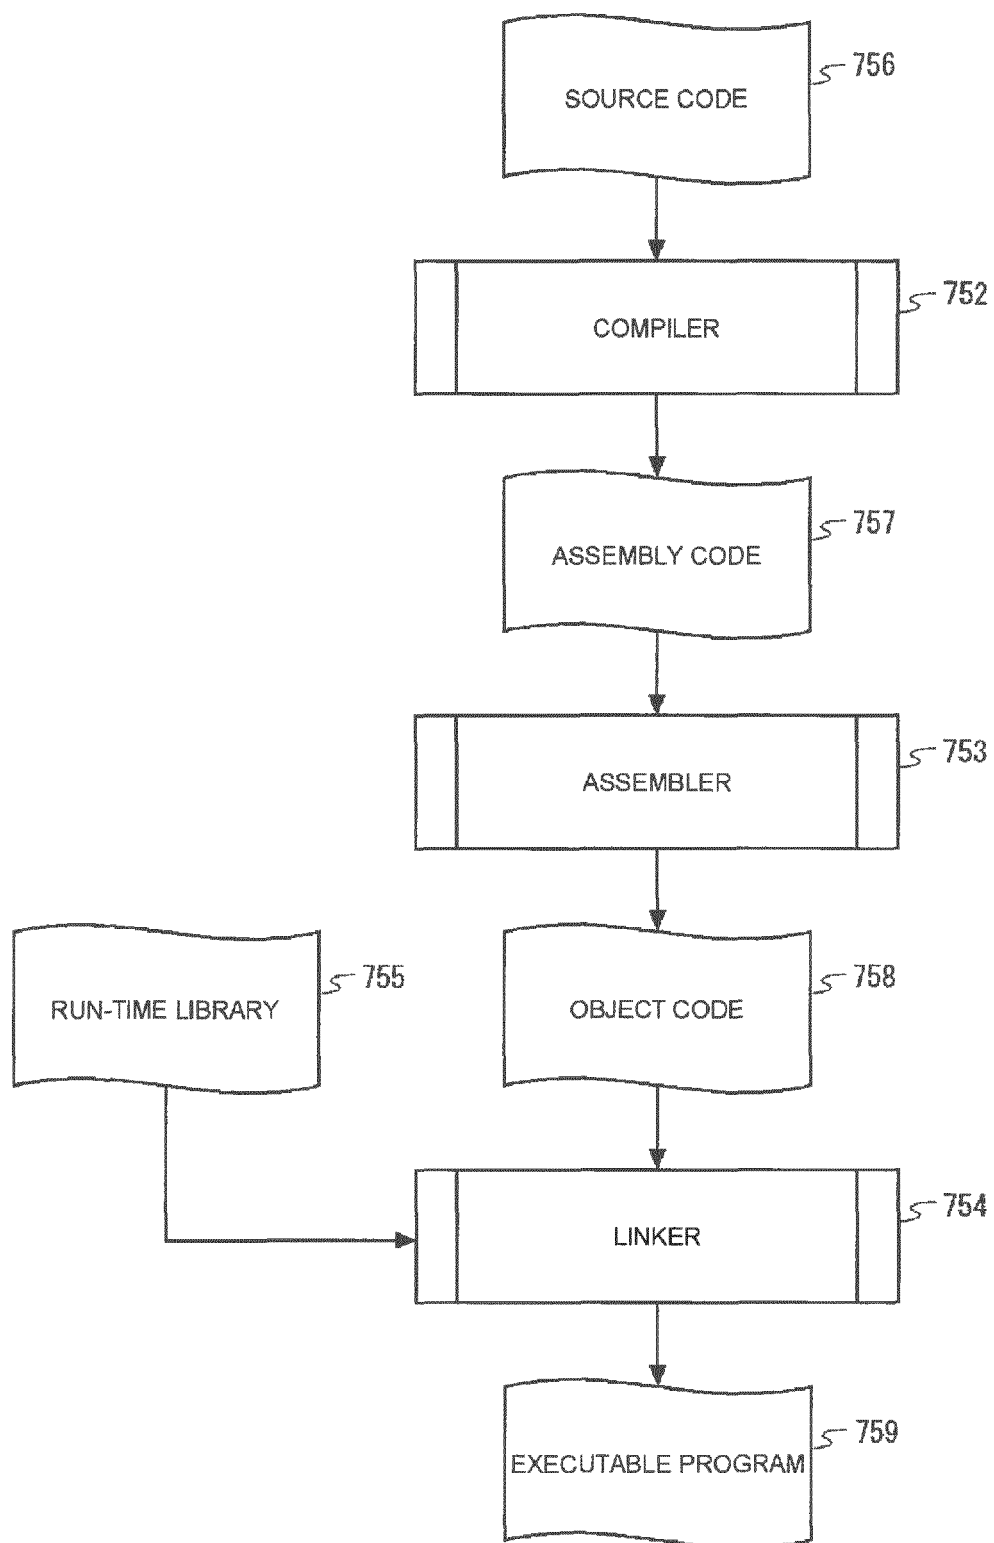 SOURCE CODE
756
COMPILER
752
ASSEMBLY CODE
757
ASSEMBLER
753
RUN-TIME LIBRARY
755
OBJECT CODE
758
LINKER
754
EXECUTABLE PROGRAM
759